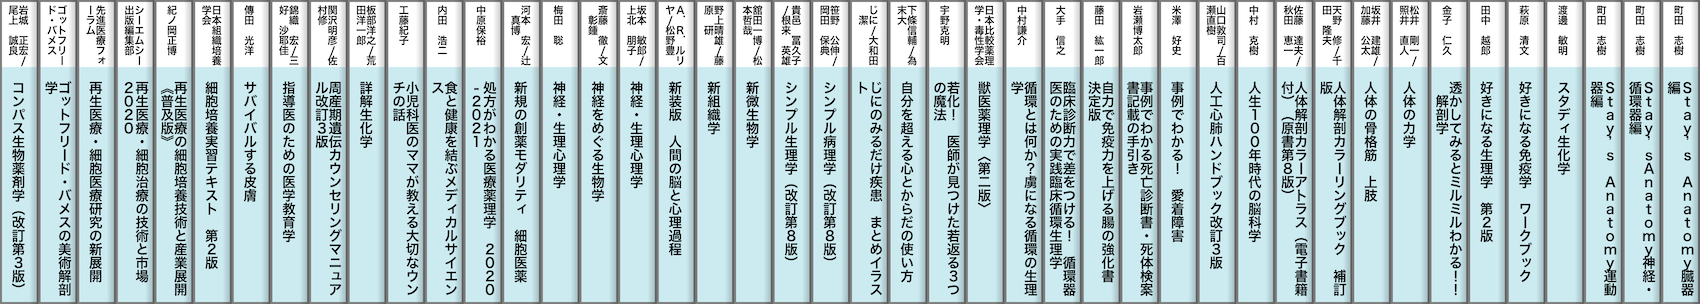 町田 志樹
Stay's Anatomy臓器
編
町田 志樹
Stay'sAnatomy神経・
循環器編
町田 志樹
Stay's Anatomy運動
器編
渡邊 敏明
スタディ生化学
萩原 清文
好きになる免疫学 ワークブック
田中 越郎
好きになる生理学 第2版
金子 仁久
透かしてみるとミルミルわかる!!
解剖学
松井 剛一/
照井 直人
人体の力学
坂井 建雄/
加藤 公太
人体の骨格筋 上肢
天野 修/千
田 隆夫
人体解剖カラーリングブック 補訂
版
佐藤 達夫/
秋田 恵一
人体解剖カラーアトラス(電子書籍
付)(原書第8版)
中村 克樹
人生100年時代の脳科学
山口敦司/百
瀬直樹
人工心肺ハンドブック改訂3版
米澤 好史
事例でわかる! 愛着障害
岩瀬博太郎
事例でわかる死亡診断書・死体検案
書記載の手引き
藤田 紘一郎
自力で免疫力を上げる腸の強化書
決定版
大手 信之
臨床診断力で差をつける! 循環器
医のための実践臨床循環生理学
中村謙介
循環とは何か?虜になる循環の生理
学
日本比較薬理
学・毒性学会
獣医薬理学〈第二版〉
宇野克明
若化! 医師が見つけた若返る3つ
の魔法
下條信輔/為
末大
自分を超える心とからだの使い方
じにー/大和田
潔
じにのみるだけ疾患 まとめイラス
ト
笹野 公伸/
岡田 保典
シンプル病理学(改訂第8版)
貴邑 冨久子
/根来 英雄
シンプル生理学(改訂第8版)
舘田一博/松
本哲哉
新微生物学
野上晴雄/藤
原 研
新組織学
A.R.ルリ
ヤ/松野豊
新装版 人間の脳と心理過程
坂本 敏郎/
上北 朋子
神経・生理心理学
斎藤 徹/文
彰鍾
神経をめぐる生物学
梅田 聡
神経・生理心理学
河本 宏/辻
真博
新規の創薬モダリティ 細胞医薬
中原保裕
処方がわかる医療薬理学 2020
-2021
内田 浩二
食と健康を結ぶメディカルサイエン
ス
工藤紀子
小児科医のママが教える大切なウン
チの話
板部洋之/荒
田洋一郎
詳解生化学
関沢明彦/佐
村修
周産期遺伝カウンセリングマニュア
ル改訂3版
錦織 宏/三
好 沙耶佳
指導医のための医学教育学
傳田 光洋
サバイバルする皮膚
日本組織培養
学会
細胞培養実習テキスト 第2版
紀ノ岡正博
再生医療の細胞培養技術と産業展開
《普及版》
シーエムシー
出版編集部
再生医療・細胞治療の技術と市場
2020
先進医療フォ
ーラム
再生医療・細胞医療研究の新展開
ゴットフリー
ド・バメス
ゴットフリード・バメスの美術解剖
学
岩城 正宏/
尾上 誠良
コンパス生物薬剤学(改訂第3版)